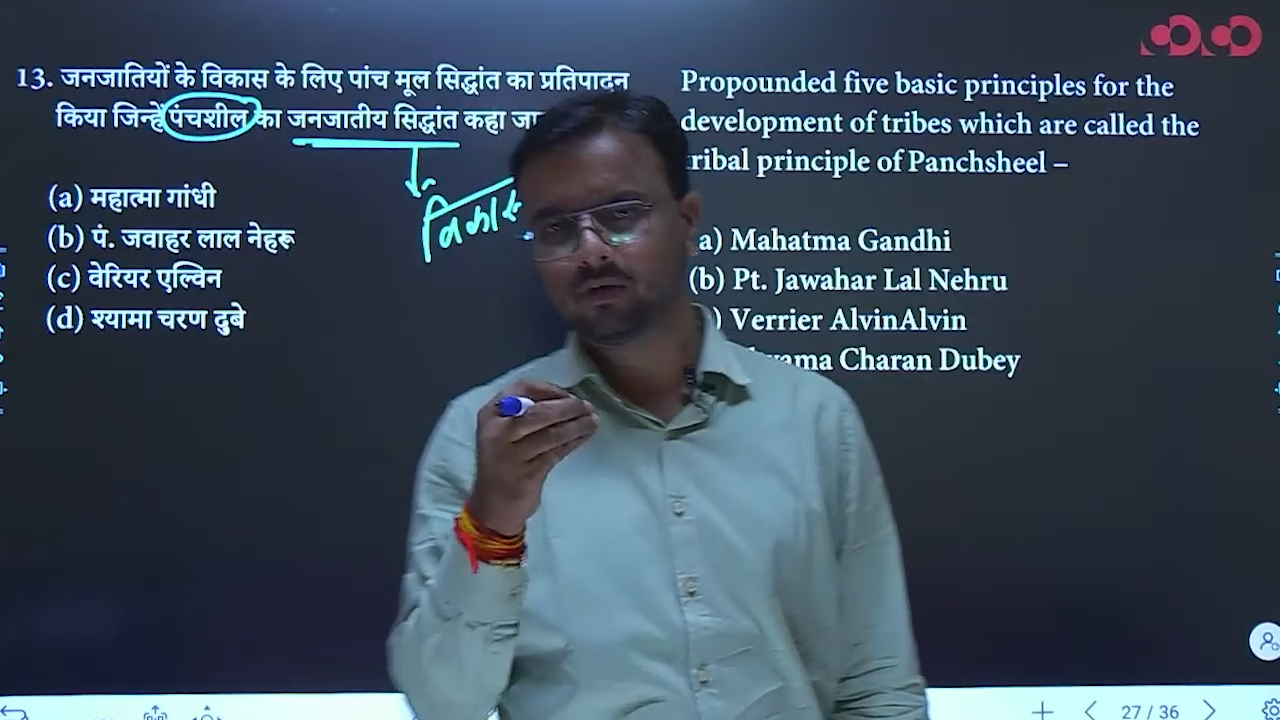 13. जनजातियों के विकास के लिए पांच मूल सिद्धांत का प्रतिपादन
किया जिन्हें पंचशील का जनजातीय सिद्धांत कहा
(a) महात्मा गांधी
(b) पं. जवाहर लाल नेहरू
(c) वेरियर एल्विन
(d) श्यामा चरण दुबे
Propounded five basic principles for the
development of tribes which are called the
tribal principle of Panchsheel –
a) Mahatma Gandhi
(b) Pt. Jawahar Lal Nehru
) Verrier AlvinAlvin
Charan Dubey
27 / 36